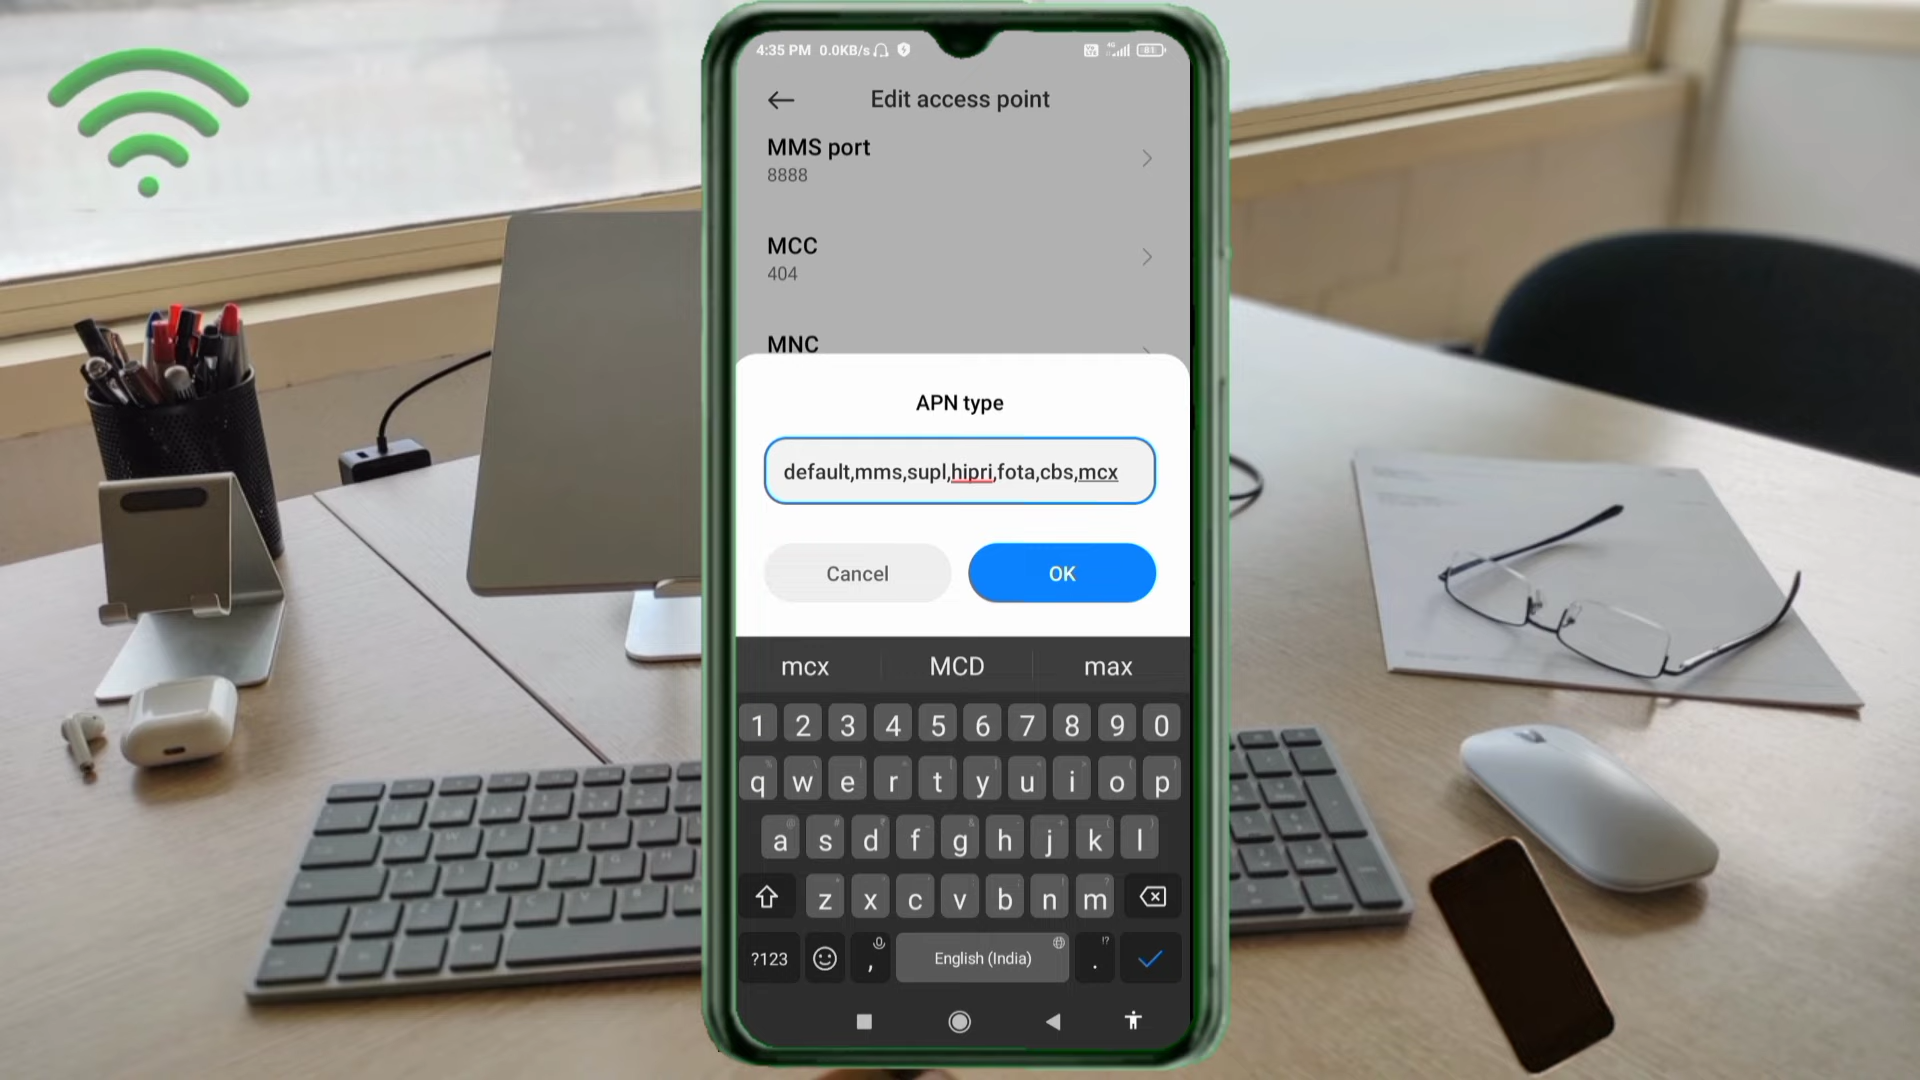 4:35 PM 0.0KB/s 4G 81
Edit access point
MMS port
8888
MCC
404
MNC
APN type
default,mms,supl,hipri,fota,cbs,mcx
Cancel OK
mcx MCD max
1 2 3 4 5 6 7 8 9 0
q w e r t y u i o p
a s d f g h j k l
z x c v b n m
?123 , English (India) . !?